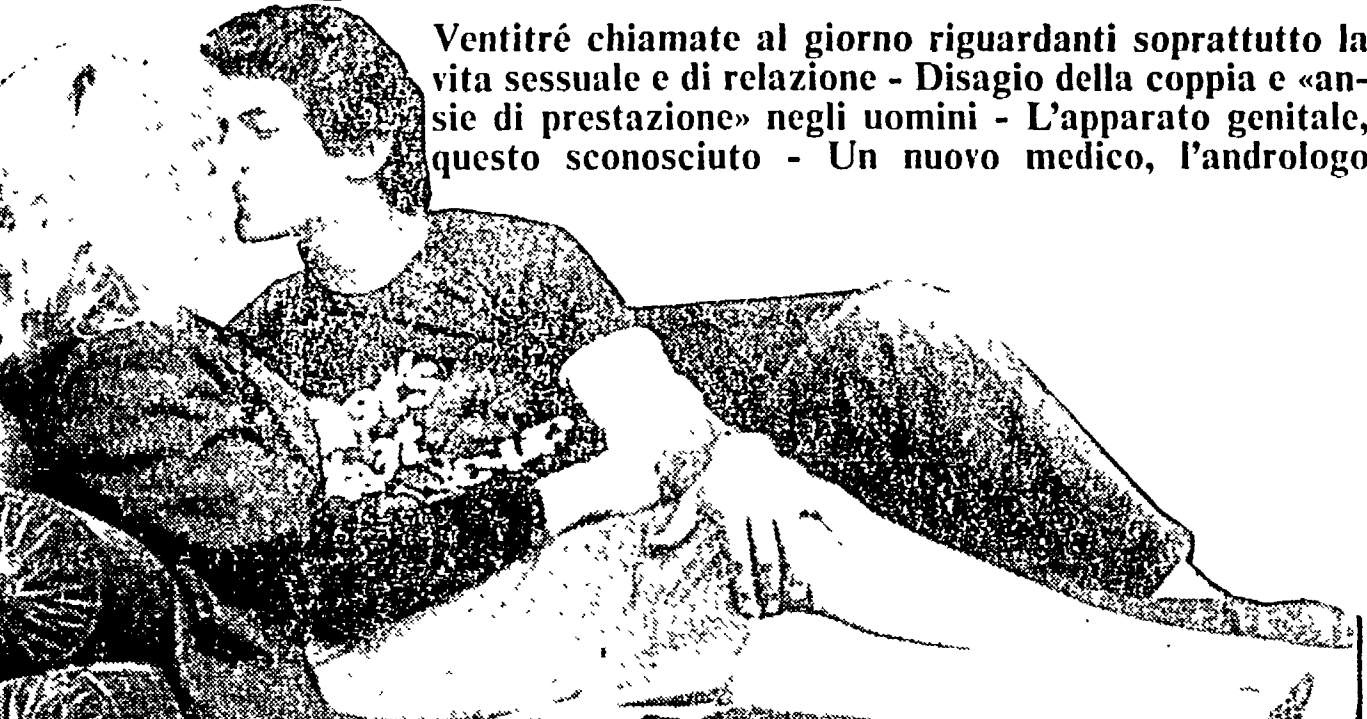 Ventitré chiamate al giorno riguardanti soprattutto la
vita sessuale e di relazione - Disagio della coppia e «an-
sie di prestazione» negli uomini - L'apparato genitale,
questo sconosciuto - Un nuovo medico, l'andrologo